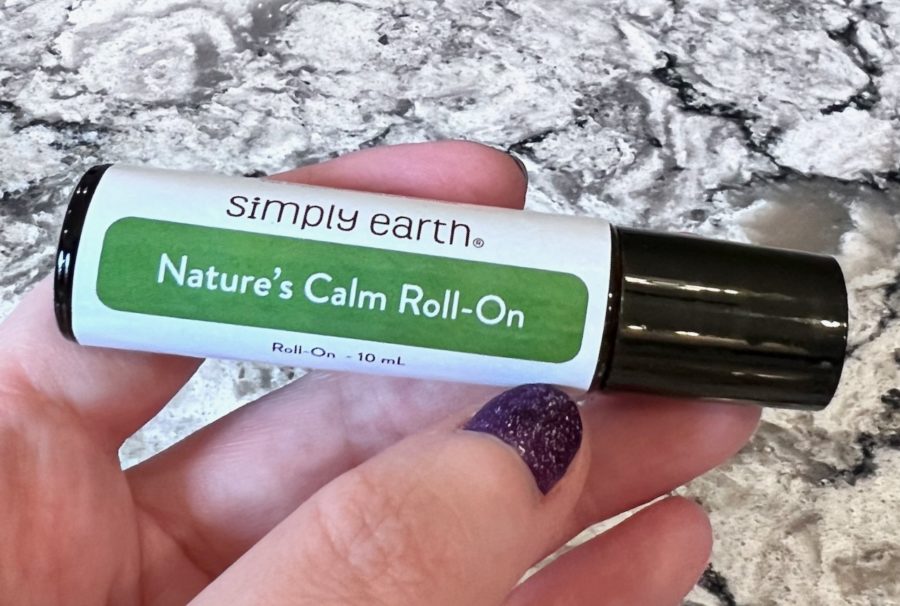 simply earth®
Nature's Calm Roll-On
Roll-On - 10 mL